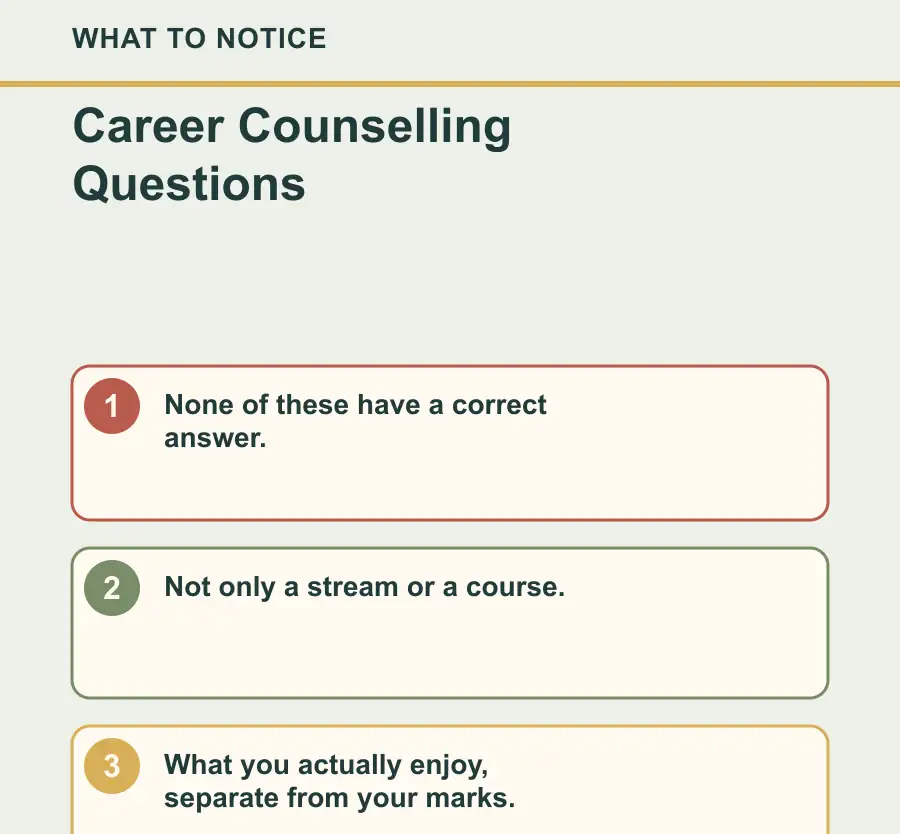 WHAT TO NOTICE
Career Counselling
Questions
1
None of these have a correct
answer.
2
Not only a stream or a course.
3
What you actually enjoy,
separate from your marks.